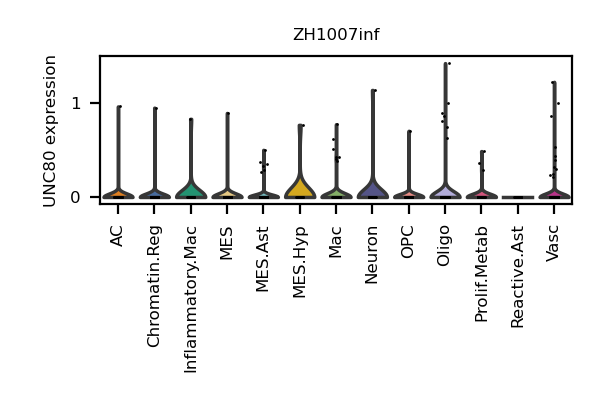 ZH1007inf
UNC80 expression
1
0
AC
Chromatin.Reg
Inflammatory.Mac
MES
MES.Ast
MES.Hyp
Mac
Neuron
OPC
Oligo
Prolif.Metab
Reactive.Ast
Vasc